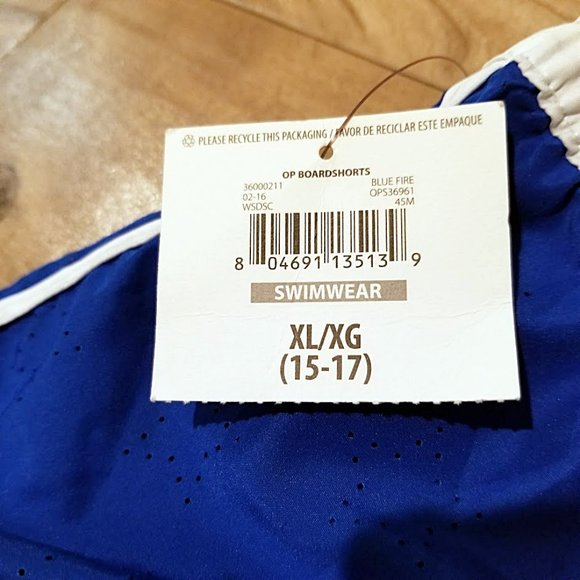 PLEASE RECYCLE THIS PACKAGING / FAVOR DE RECICLAR ESTE EMPAQUE
OP BOARDSHORTS
36000211 BLUE FIRE
02-16 OPS36961
WSDSC 45M
8 04691 13513 9
SWIMWEAR
XL/XG
(15-17)